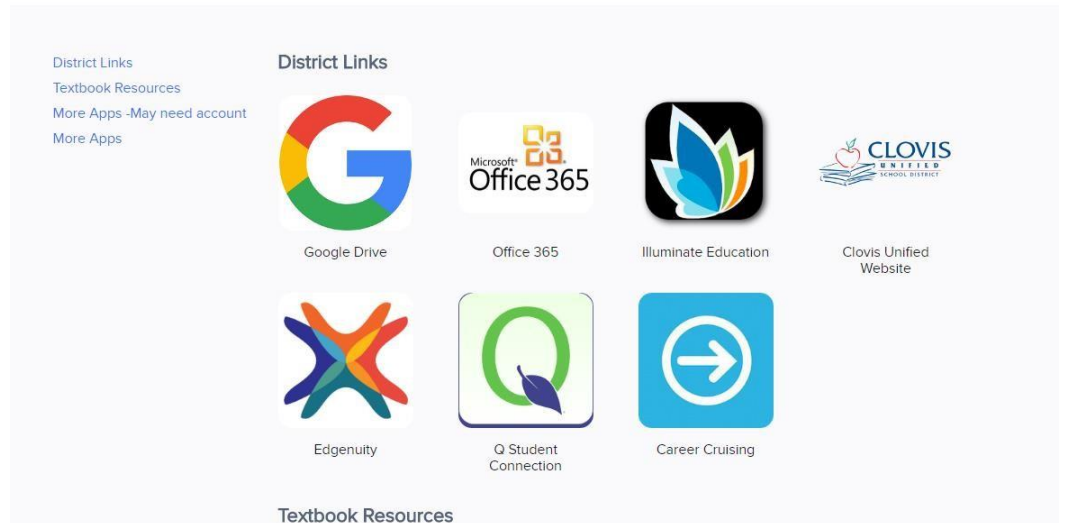 District Links
Textbook Resources
More Apps -May need account
More Apps
District Links
Microsoft®
Office 365
CLOVIS
UNIFIED
SCHOOL DISTRICT
Google Drive
Office 365
Illuminate Education
Clovis Unified
Website
Q
Edgenuity
Q Student
Connection
Career Cruising
Textbook Resources